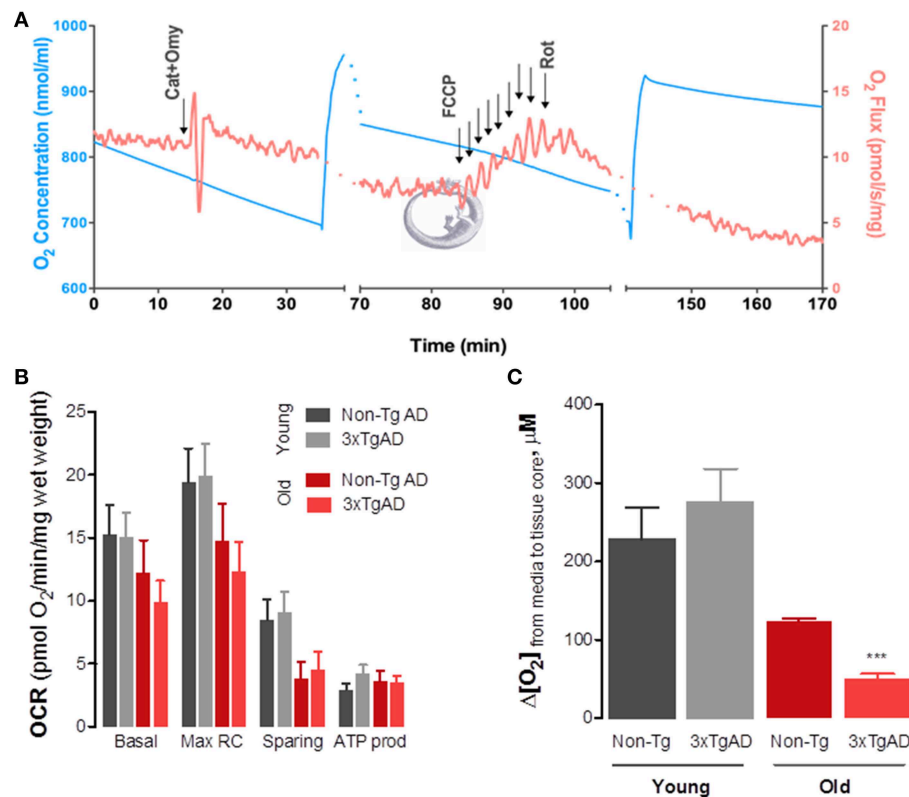 A
1000
900
800
700
600
O2 Concentration (nmol/ml)
Cat+Omy
FCCP
Rot
20
15
10
5
0
O2 Flux (pmol/s/mg)
0 10 20 30 70 80 90 100 150 160 170
Time (min)
B
25
20
15
10
5
0
OCR (pmol O2/min/mg wet weight)
Young
Non-Tg AD
3xTgAD
Old
Non-Tg AD
3xTgAD
Basal Max RC Sparing ATP prod
C
400
300
200
100
0
Δ[O2] from media to tissue core, μM
***
Non-Tg 3xTgAD Non-Tg 3xTgAD
Young Old